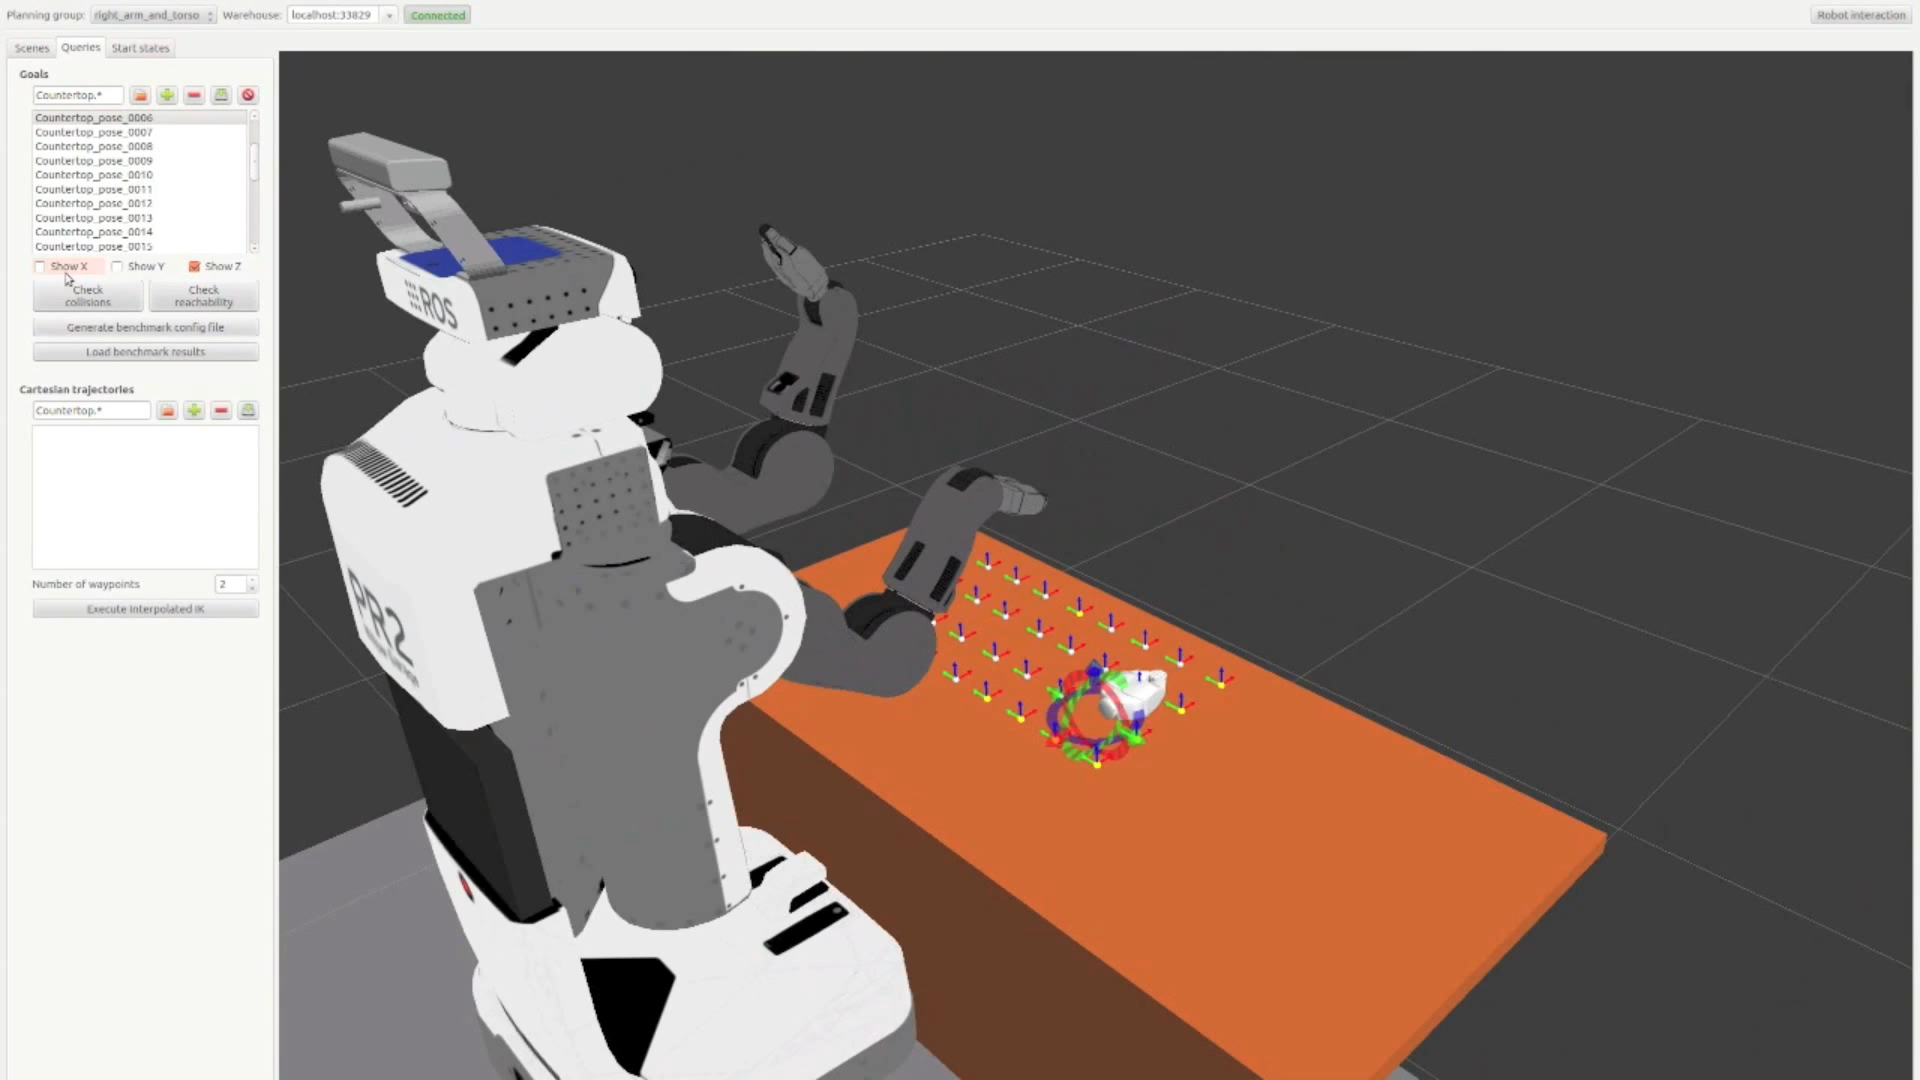 Planning group: right_arm_and_torso Warehouse: localhost:33829 Connected Robot interaction
Scenes Queries Start states
Goals
Countertop.*
Countertop_pose_0006
Countertop_pose_0007
Countertop_pose_0008
Countertop_pose_0009
Countertop_pose_0010
Countertop_pose_0011
Countertop_pose_0012
Countertop_pose_0013
Countertop_pose_0014
Countertop_pose_0015
Show X Show Y Show Z
Check collisions
Check reachability
Generate benchmark config file
Load benchmark results
Cartesian trajectories
Countertop.*
Number of waypoints 2
Execute interpolated IK
ROS
PR2